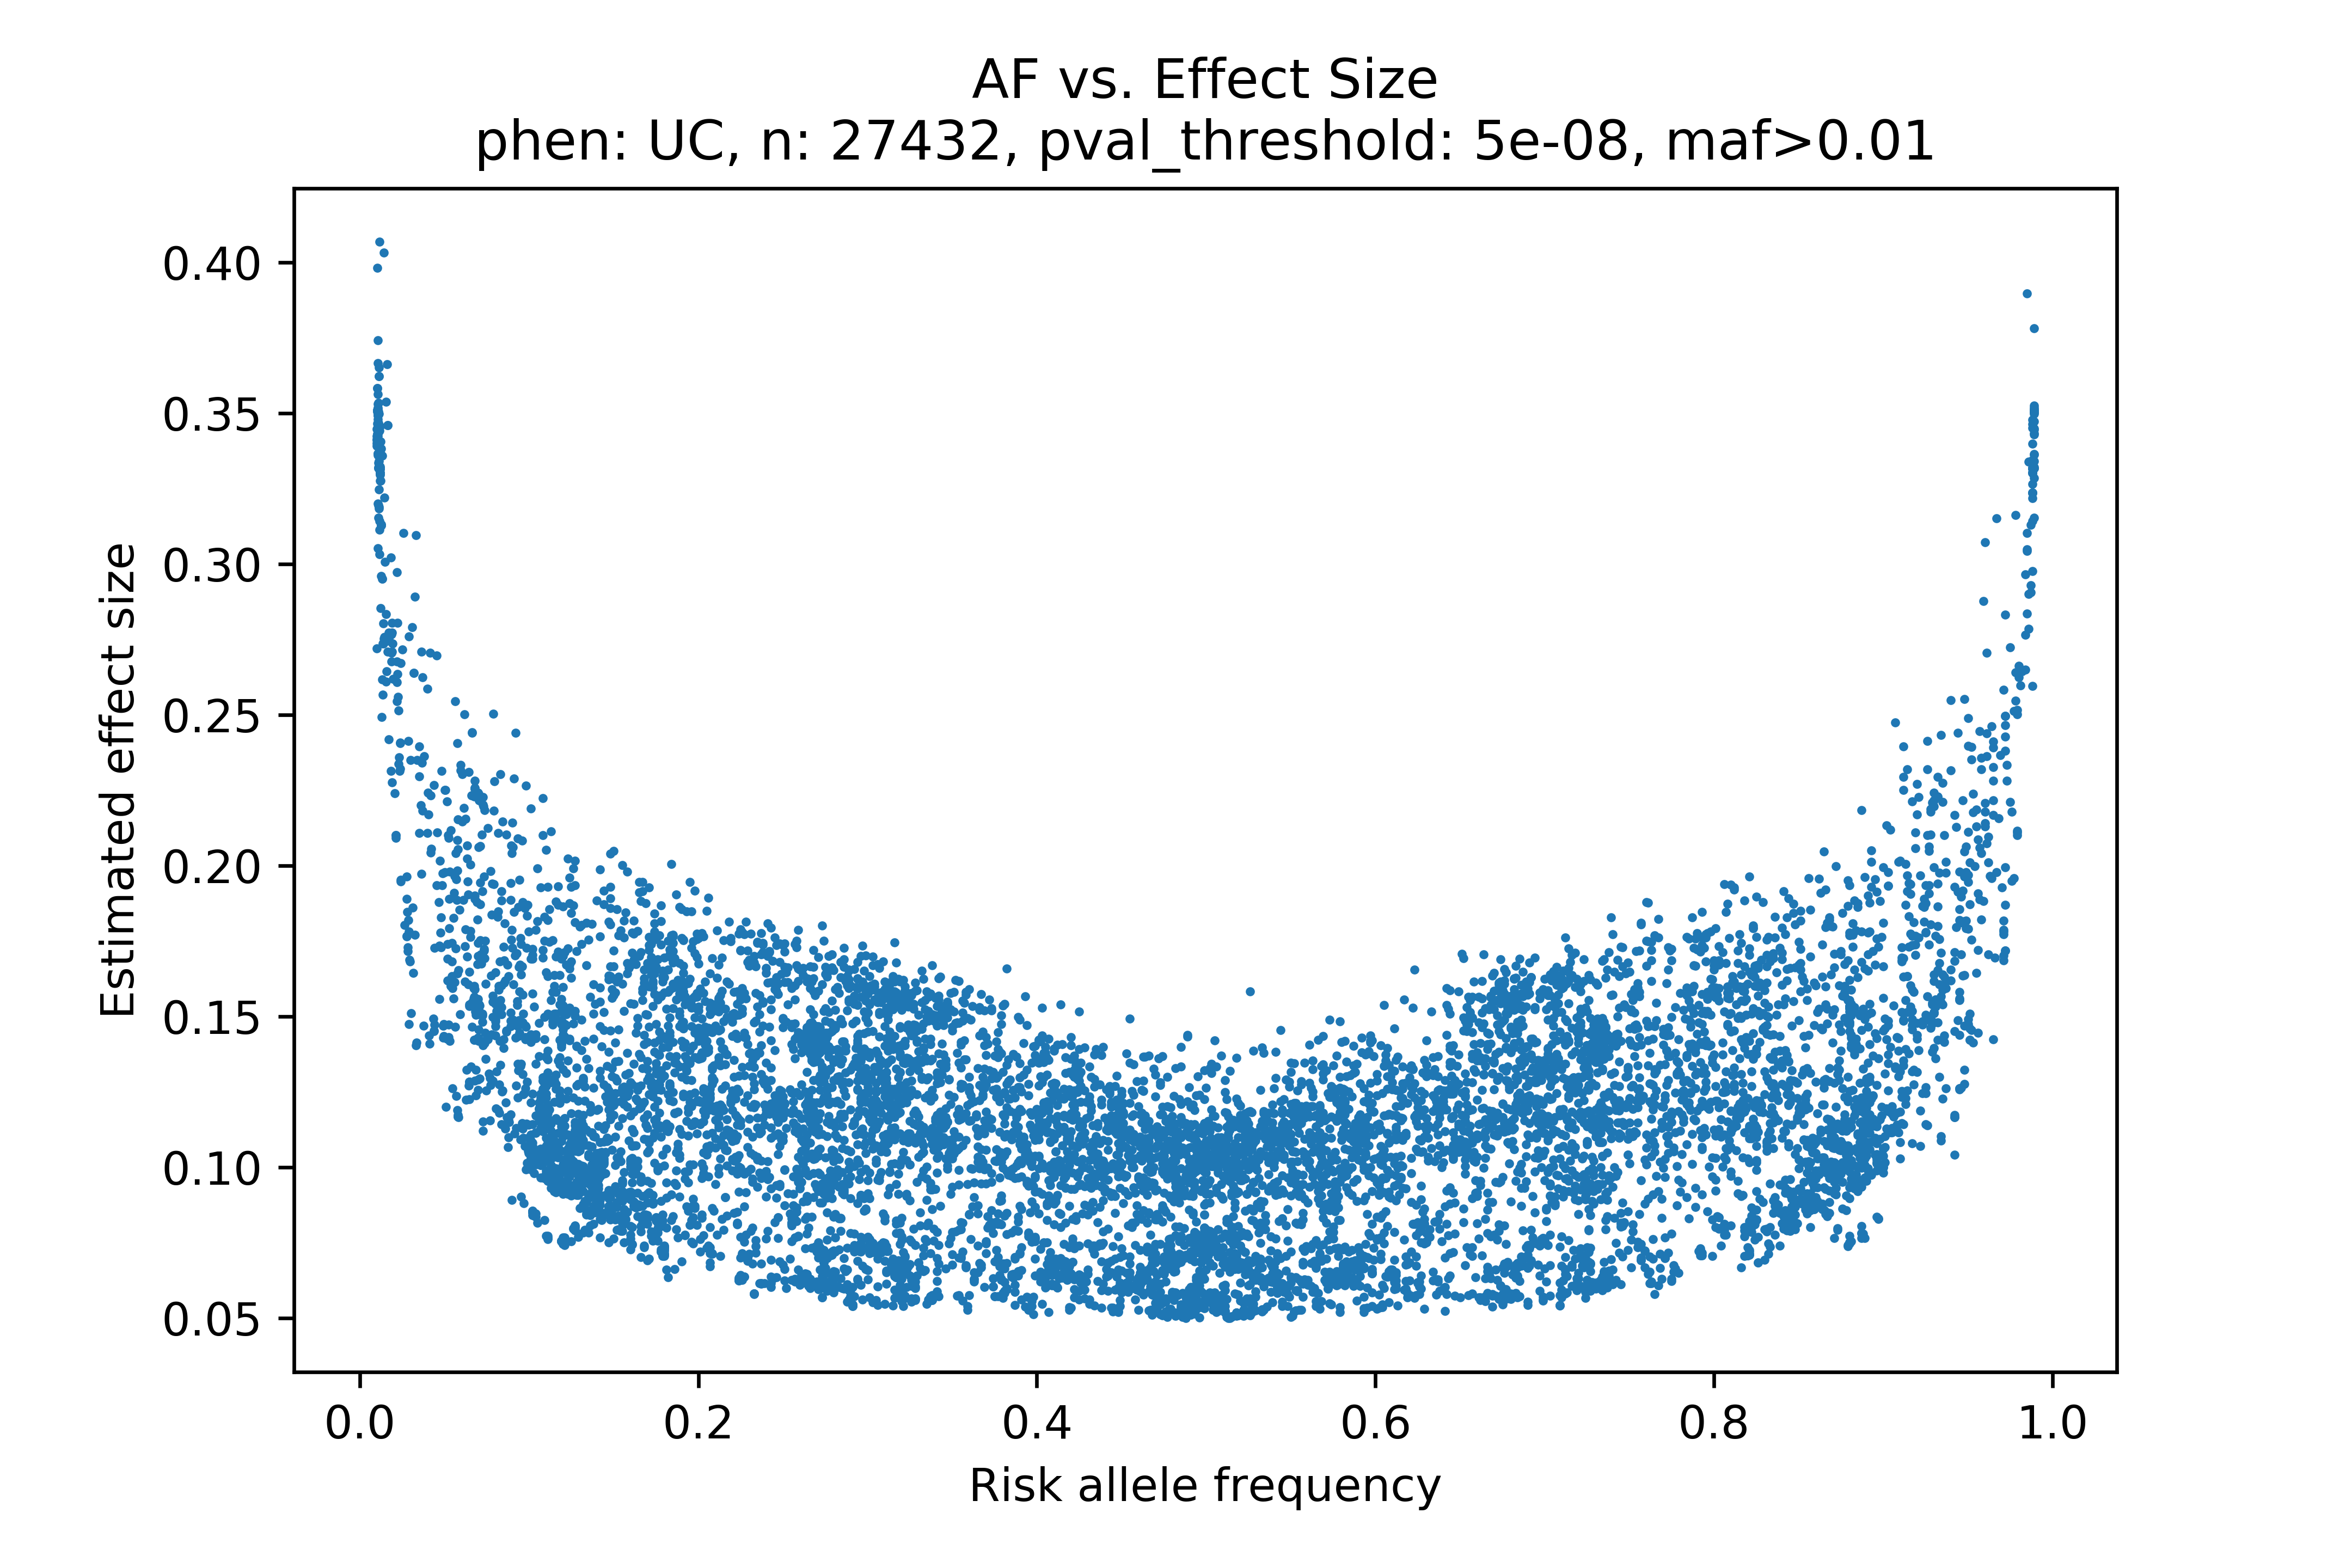 AF vs. Effect Size
phen: UC, n: 27432, pval_threshold: 5e-08, maf>0.01
0.40
0.35
0.30
0.25
0.20
0.15
0.10
0.05
Estimated effect size
0.0 0.2 0.4 0.6 0.8 1.0
Risk allele frequency